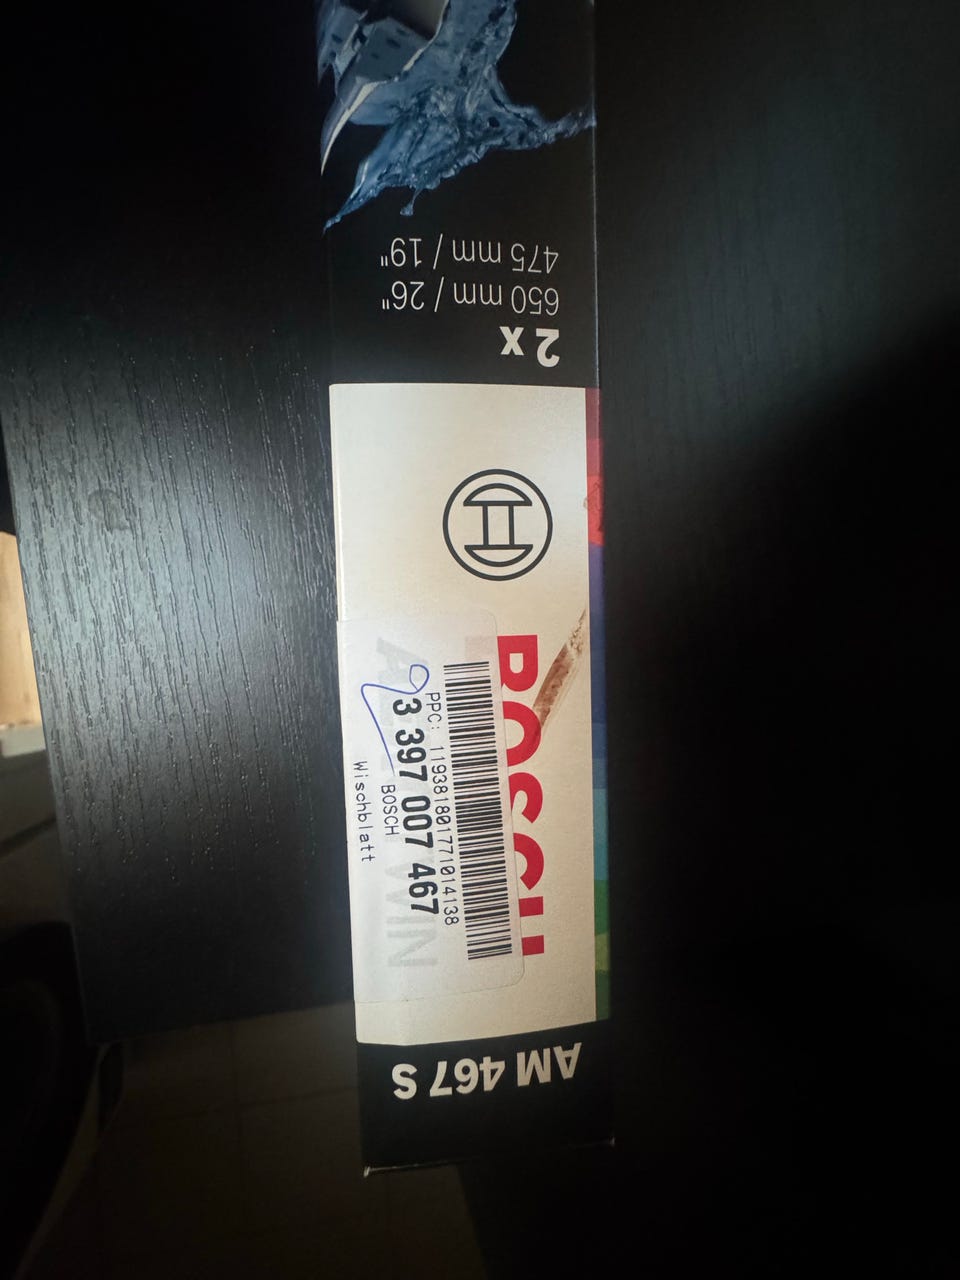 AM 467 S
BOSCH
PPC: 119381801771014138
3 397 007 467
BOSCH
Wischblatt
2 x
650 mm / 26"
475 mm / 19"